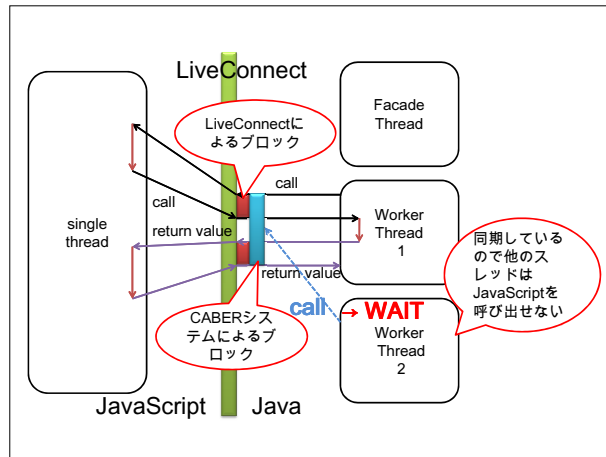 LiveConnect
Facade
Thread
LiveConnectに
よるブロック
call
call
single
thread
Worker
Thread
1
return value
return value
同期している
ので他のス
レッドは
JavaScriptを
呼び出せない
call
WAIT
CABERシス
テムによるブ
ロック
Worker
Thread
2
JavaScript
Java